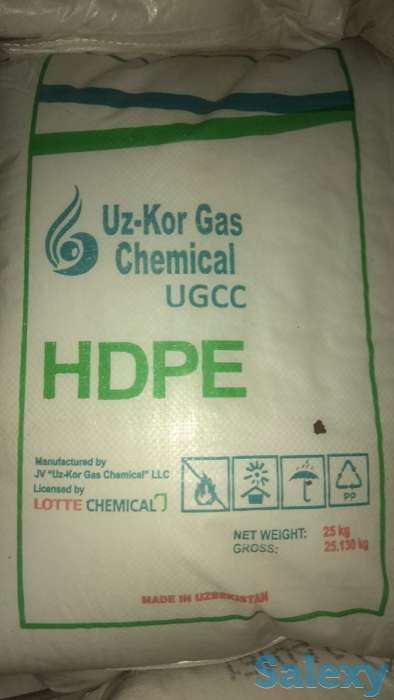 Uz-Kor Gas
Chemical
UGCC
HDPE
Manufactured by
JV "Uz-Kor Gas Chemical" LLC
Licensed by
LOTTE CHEMICAL
PP
NET WEIGHT: 25 kg
GROSS: 25.130 kg
MADE IN UZBEKISTAN
Salexy